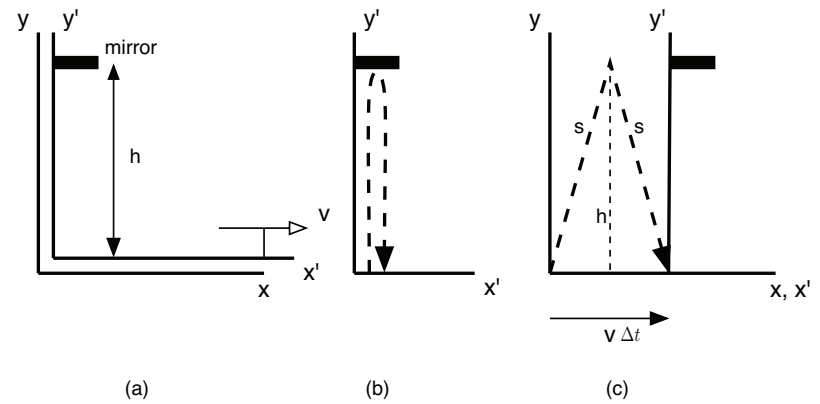 y y'
mirror
h
v
x'
x
(a)
y'
x'
(b)
y y'
s s
h
x, x'
v Δt
(c)